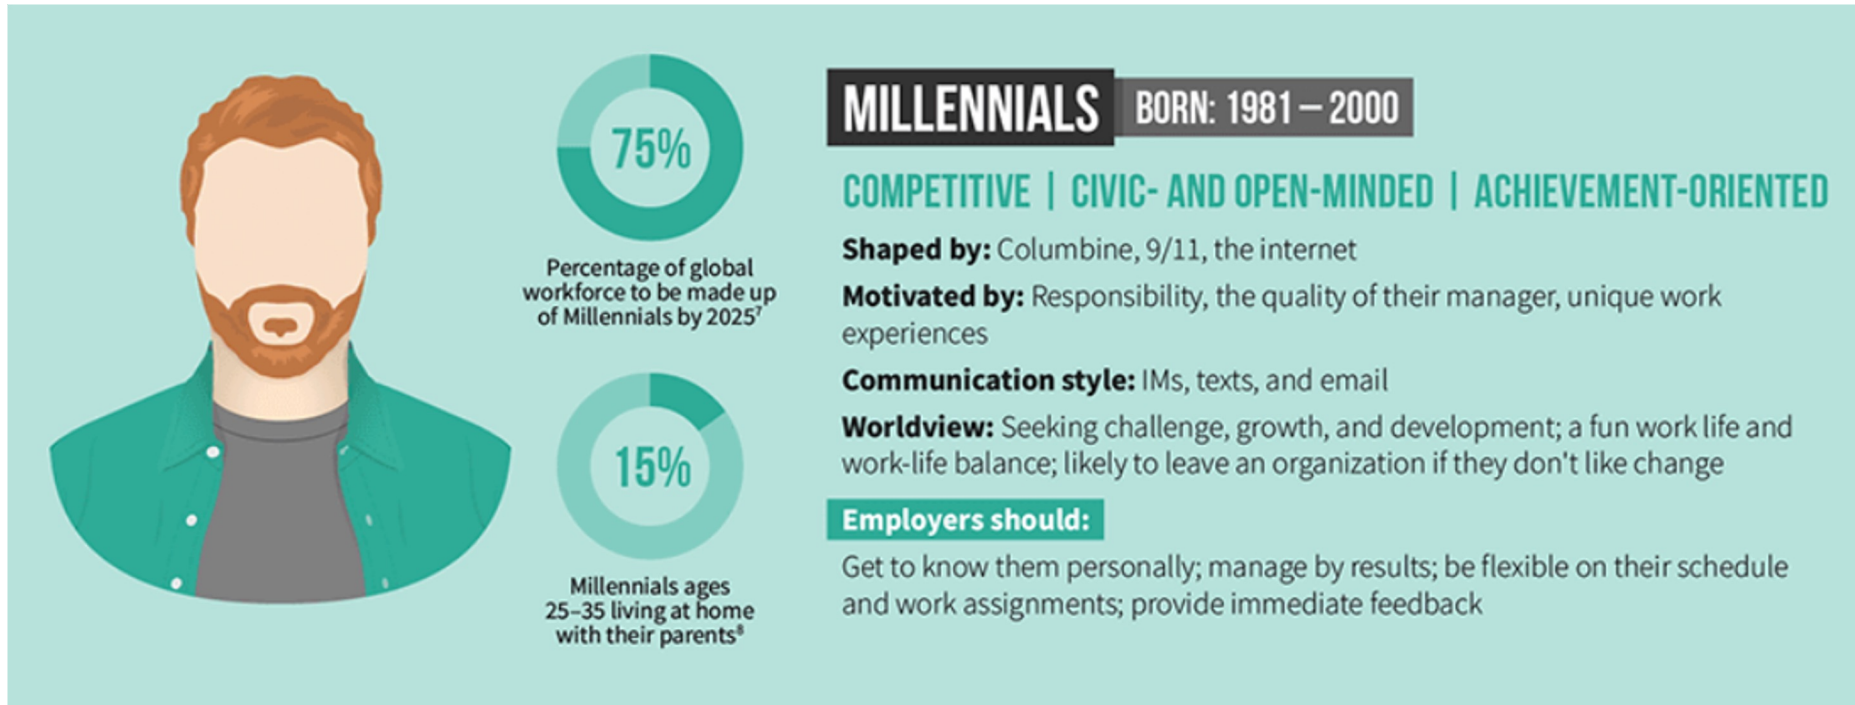 75%
Percentage of global
workforce to be made up
of Millennials by 2025⁷
15%
Millennials ages
25–35 living at home
with their parents⁸
MILLENNIALS BORN: 1981 – 2000
COMPETITIVE | CIVIC- AND OPEN-MINDED | ACHIEVEMENT-ORIENTED
Shaped by: Columbine, 9/11, the internet
Motivated by: Responsibility, the quality of their manager, unique work
experiences
Communication style: IMs, texts, and email
Worldview: Seeking challenge, growth, and development; a fun work life and
work-life balance; likely to leave an organization if they don't like change
Employers should:
Get to know them personally; manage by results; be flexible on their schedule
and work assignments; provide immediate feedback